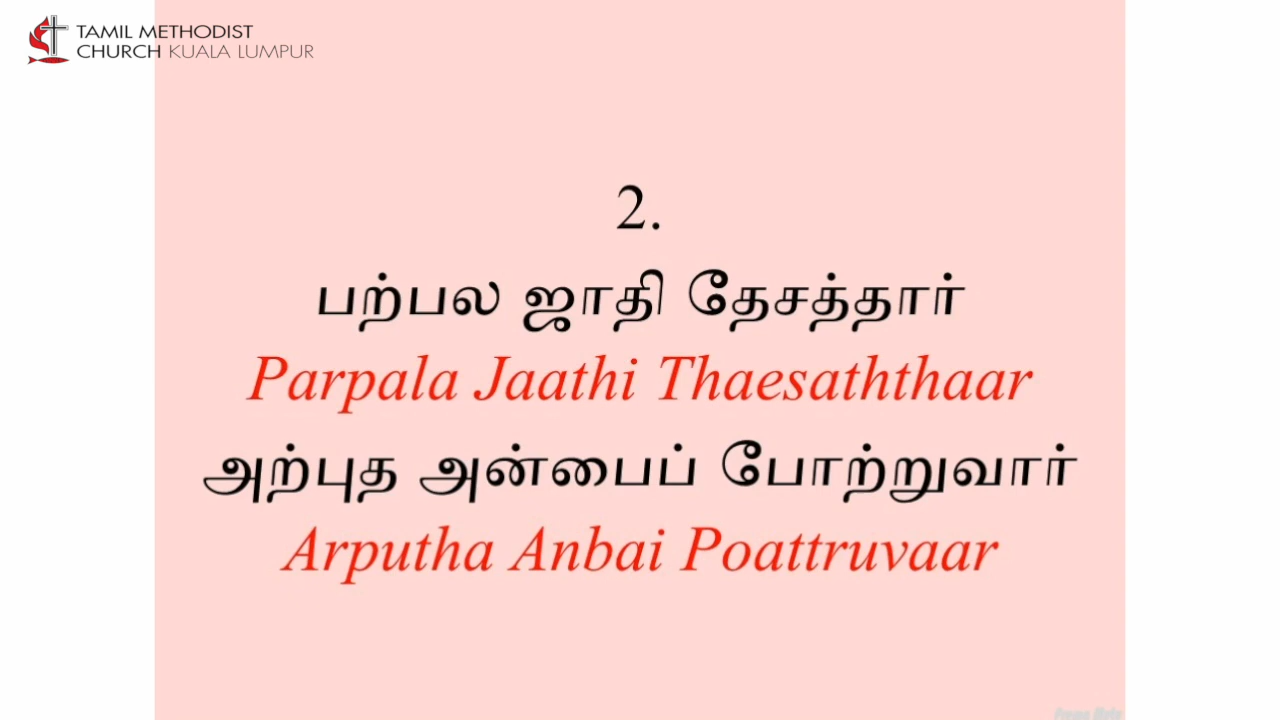 TAMIL METHODIST
CHURCH KUALA LUMPUR
2.
பற்பல ஜாதி தேசத்தார்
Parpala Jaathi Thaesaththaar
அற்புத அன்பைப் போற்றுவார்
Arputha Anbai Poattruvaar